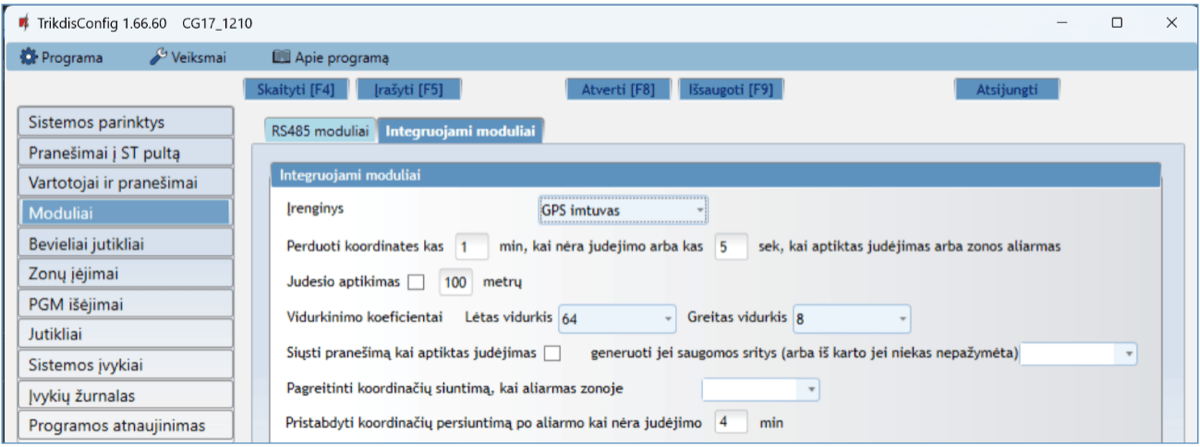 TrikdisConfig 1.66.60 CG17_1210
Programa Veiksmai Apie programą
Skaityti [F4] Įrašyti [F5] Atverti [F8] Išsaugoti [F9] Atsijungti
Sistemos parinktys
Pranešimai į ST pultą
Vartotojai ir pranešimai
Moduliai
Bevieliai jutikliai
Zonų įėjimai
PGM išėjimai
Jutikliai
Sistemos įvykiai
Įvykių žurnalas
Programos atnaujinimas
RS485 moduliai Integruojami moduliai
Integruojami moduliai
Įrenginys GPS imtuvas
Perduoti koordinates kas 1 min, kai nėra judejimo arba kas 5 sek, kai aptiktas judėjimas arba zonos aliarmas
Judesio aptikimas 100 metrų
Vidurkinimo koeficientai Lėtas vidurkis 64 Greitas vidurkis 8
Siųsti pranešimą kai aptiktas judėjimas generuoti jei saugomos sritys (arba iš karto jei niekas nepažymėta)
Pagreitinti koordinačių siuntimą, kai aliarmas zonoje
Pristabdyti koordinačių persiuntimą po aliarmo kai nėra judėjimo 4 min